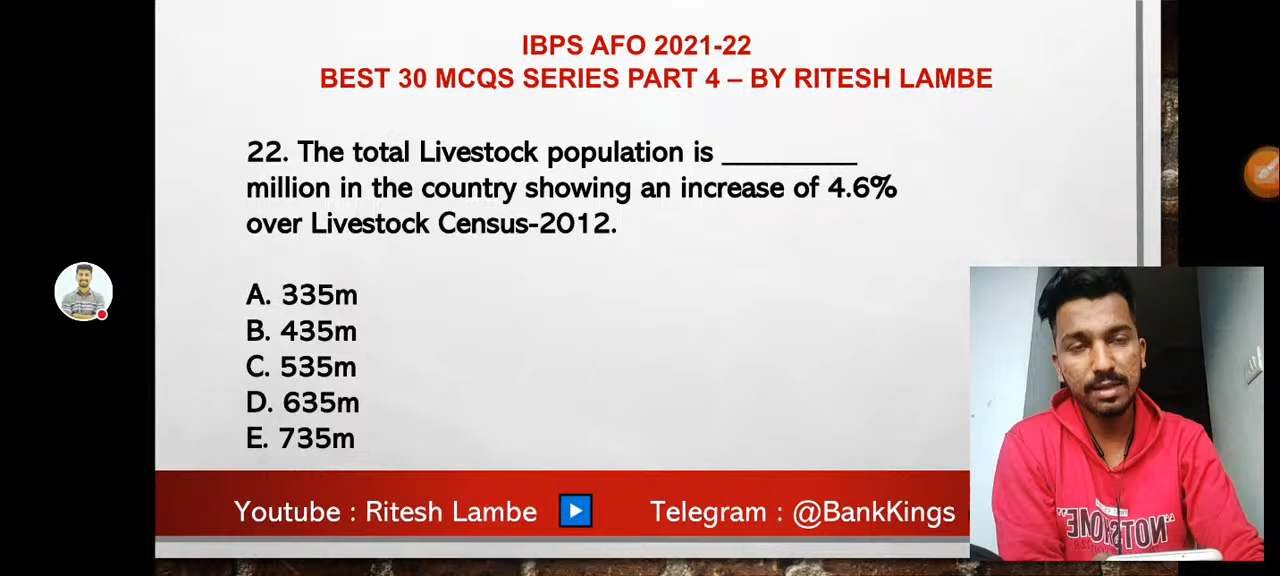 IBPS AFO 2021-22
BEST 30 MCQS SERIES PART 4 – BY RITESH LAMBE
22. The total Livestock population is __________
million in the country showing an increase of 4.6%
over Livestock Census-2012.
A. 335m
B. 435m
C. 535m
D. 635m
E. 735m
Youtube : Ritesh Lambe
Telegram : @BankKings